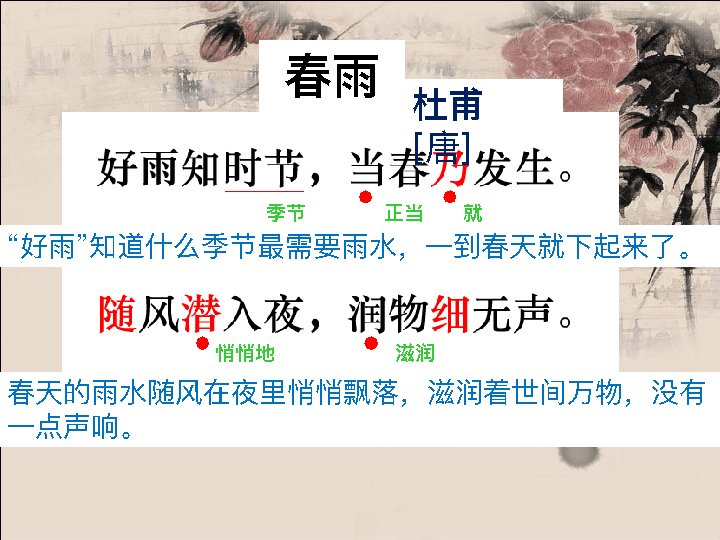 春雨
杜甫
[唐]
好雨知时节，当春乃发生。
季节 正当 就
“好雨”知道什么季节最需要雨水，一到春天就下起来了。
随风潜入夜，润物细无声。
悄悄地 滋润
春天的雨水随风在夜里悄悄飘落，滋润着世间万物，没有
一点声响。